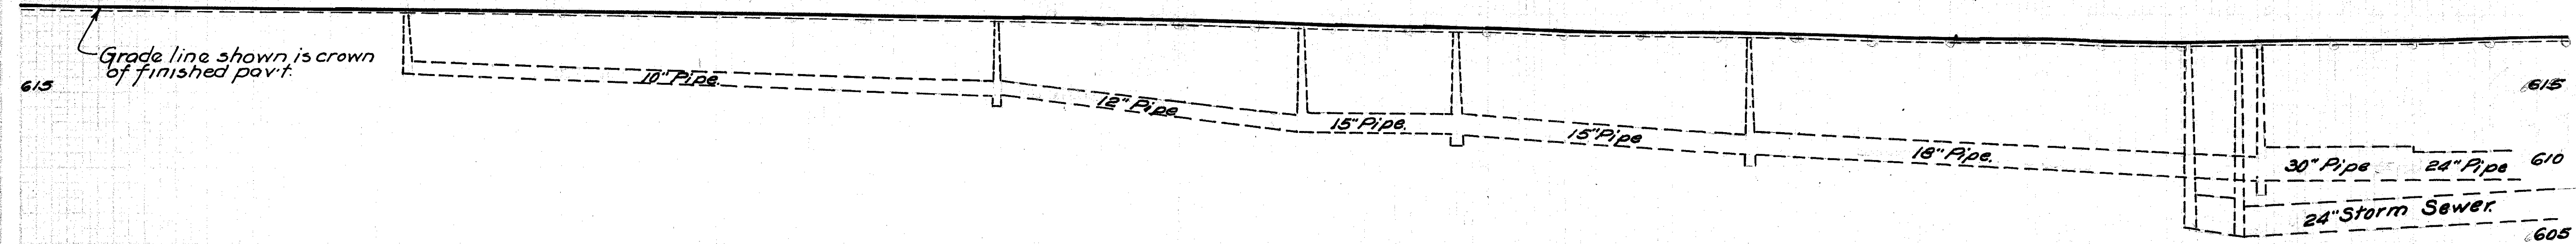 Grade line shown is crown
of finished pav't.
615
10" Pipe.
12" Pipe
15" Pipe.
15" Pipe
18" Pipe.
30" Pipe
24" Pipe
24" Storm Sewer.
615
610
605